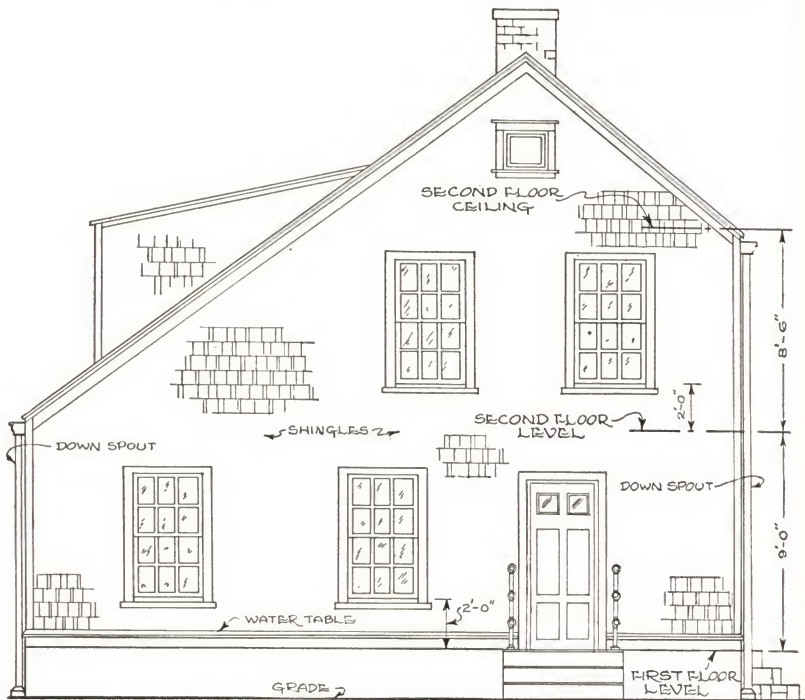 SECOND FLOOR
CEILING
8'-6"
2'-0"
SECOND FLOOR
LEVEL
SHINGLES
DOWN SPOUT
DOWN SPOUT
9'-0"
2'-0"
WATER TABLE
FIRST FLOOR
LEVEL
GRADE